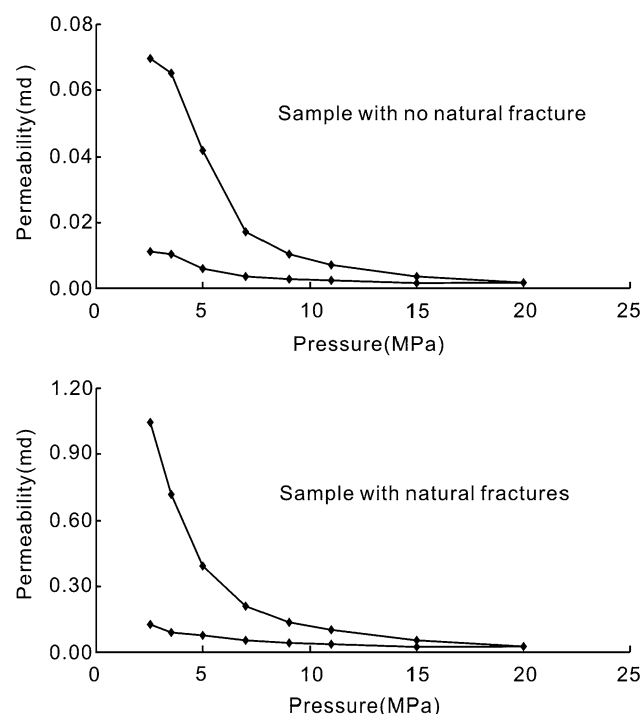 0.08
0.06
0.04
0.02
0.00
Permeability(md )
Sample with no natural fracture
0 5 10 15 20 25
Pressure(MPa)
1.20
0.90
0.60
0.30
0.00
Permeability(md)
Sample with natural fractures
0 5 10 15 20 25
Pressure(MPa)